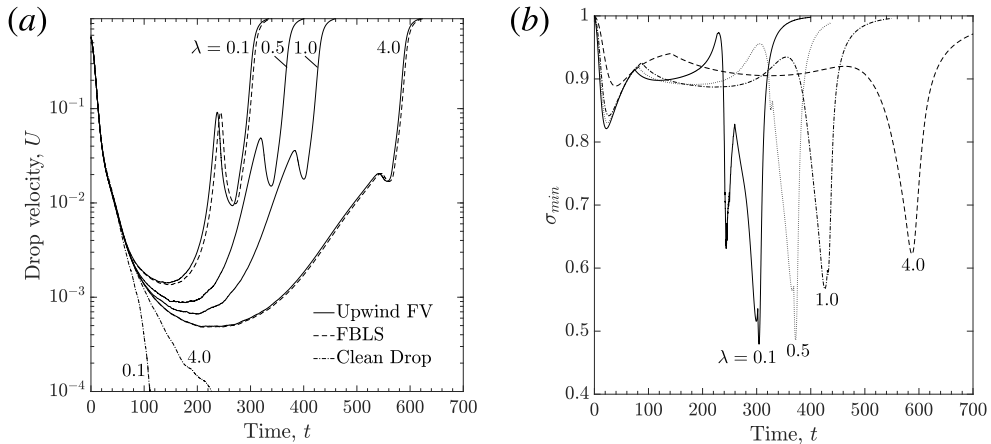 (a)
Drop velocity, U
10^{-1}
10^{-2}
10^{-3}
10^{-4}
λ = 0.1
0.5
1.0
4.0
0.1
4.0
Upwind FV
FBLS
Clean Drop
0 100 200 300 400 500 600 700
Time, t
(b)
σ_{min}
1
0.9
0.8
0.7
0.6
0.5
0.4
4.0
1.0
λ = 0.1
0.5
0 100 200 300 400 500 600 700
Time, t